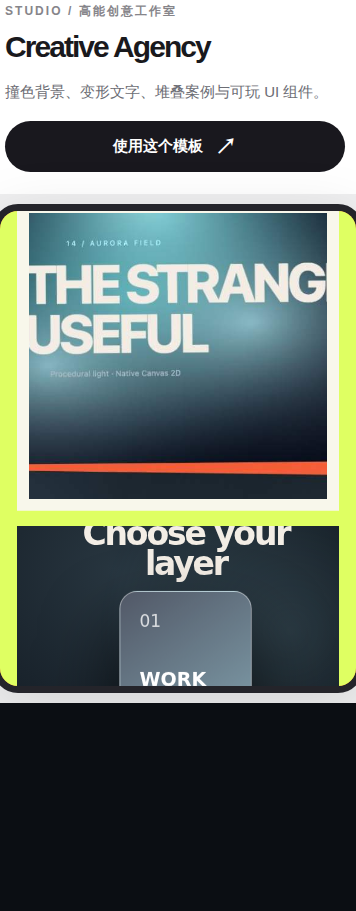 STUDIO / 高能创意工作室
Creative Agency
撞色背景、变形文字、堆叠案例与可玩 UI 组件。
使用这个模板 ↗
14 / AURORA FIELD
THE STRANG
USEFUL
Procedural light · Native Canvas 2D
Choose your
layer
01
WORK